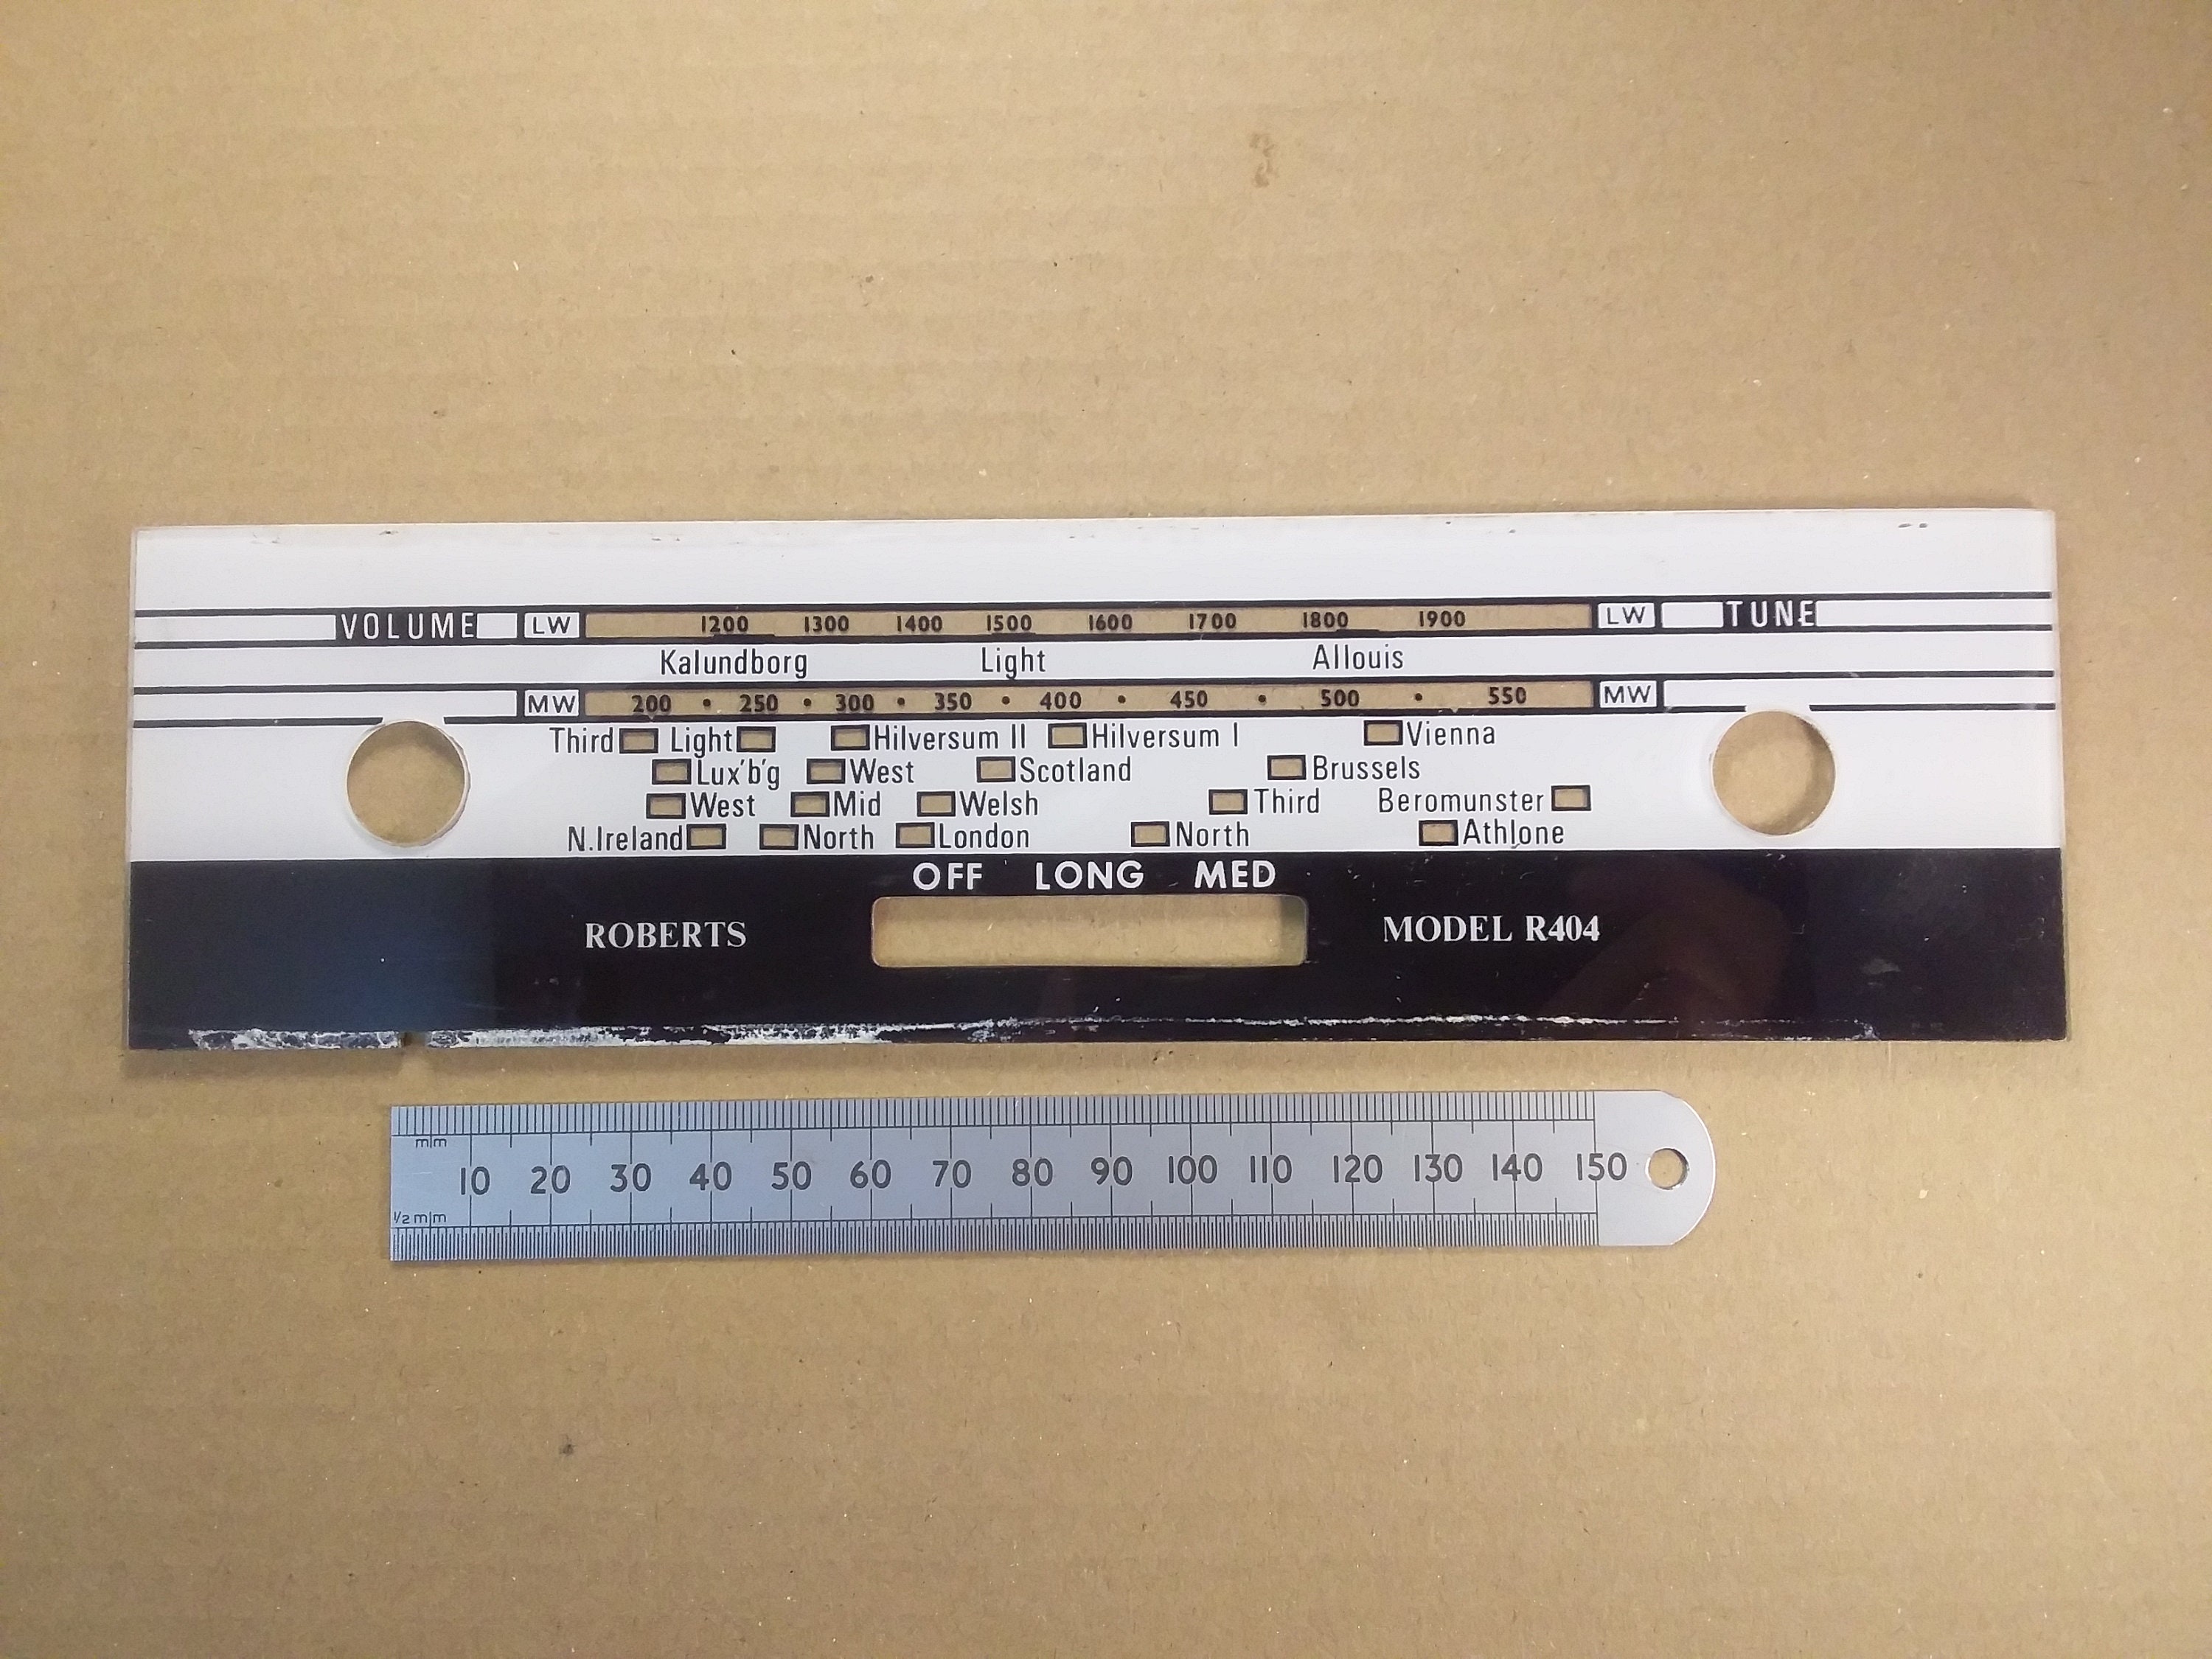 VOLUME LW 1200 1300 1400 1500 1600 1700 1800 1900 LW TUNE
Kalundborg Light Allouis
MW 200 • 250 • 300 • 350 • 400 • 450 • 500 • 550 MW
Third Light Hilversum II Hilversum I Vienna
Lux'b'g West Scotland Brussels
West Mid Welsh Third Beromunster
N.Ireland North London North Athlone
OFF LONG MED
ROBERTS MODEL R404
m/m
10 20 30 40 50 60 70 80 90 100 110 120 130 140 150
½ m/m